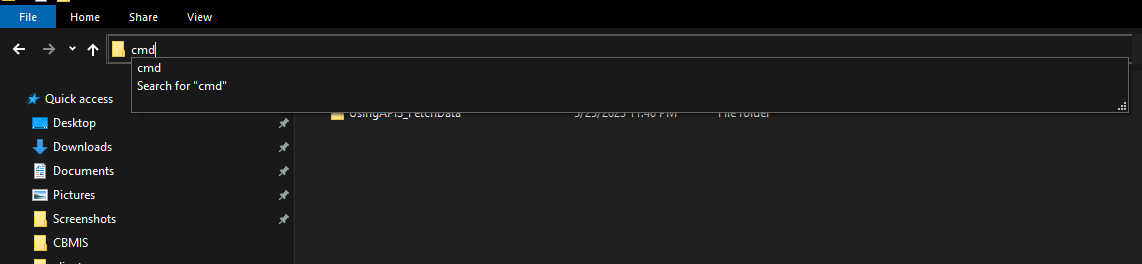 File Home Share View
cmd
cmd
Search for "cmd"
Quick access
Desktop
Downloads
Documents
Pictures
Screenshots
CBMIS
UsingAPIS_FetchData
File folder